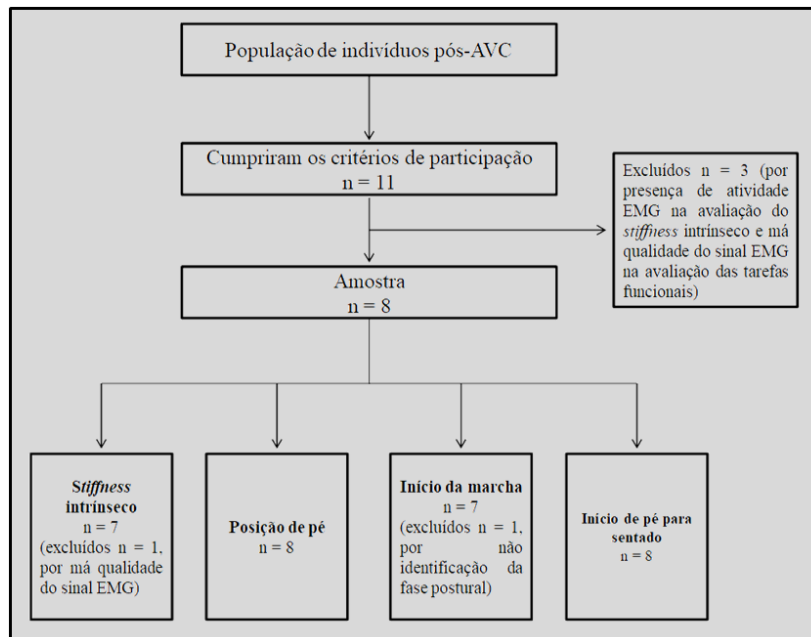 População de indivíduos pós-AVC
Cumpriram os critérios de participação
n = 11
Excluídos n = 3 (por
presença de atividade
EMG na avaliação do
stiffness intrínseco e má
qualidade do sinal EMG
na avaliação das tarefas
funcionais)
Amostra
n = 8
Stiffness
intrínseco
n = 7
(excluídos n = 1,
por má qualidade
do sinal EMG)
Posição de pé
n = 8
Início da marcha
n = 7
(excluídos n = 1,
por não
identificação da
fase postural)
Início de pé para
sentado
n = 8